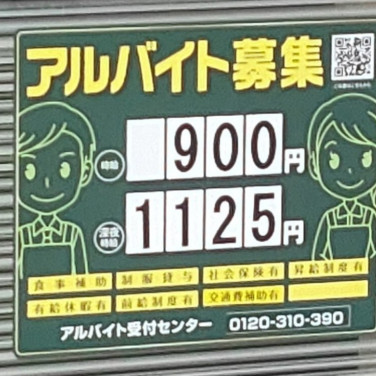 アルバイト募集
時給 900円
深夜時給 1125円
食事補助 制服貸与 社会保険有 昇給制度有
有給休暇有 前給制度有 交通費補助有
アルバイト受付センター 0120-310-390